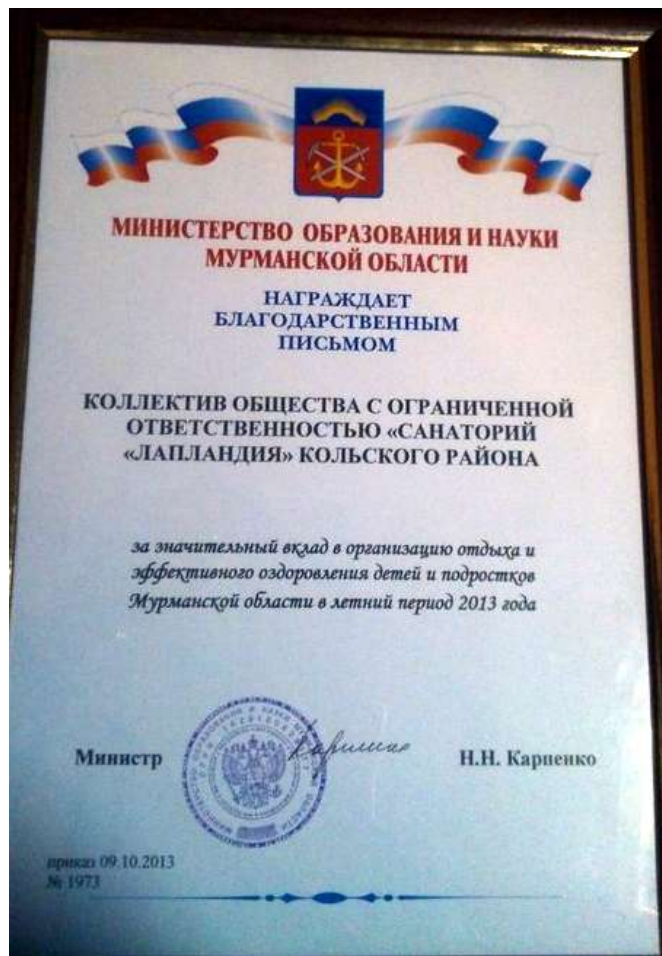 МИНИСТЕРСТВО ОБРАЗОВАНИЯ И НАУКИ
МУРМАНСКОЙ ОБЛАСТИ
НАГРАЖДАЕТ
БЛАГОДАРСТВЕННЫМ
ПИСЬМОМ
КОЛЛЕКТИВ ОБЩЕСТВА С ОГРАНИЧЕННОЙ
ОТВЕТСТВЕННОСТЬЮ «САНАТОРИЙ
«ЛАПЛАНДИЯ» КОЛЬСКОГО РАЙОНА
за значительный вклад в организацию отдыха и
эффективного оздоровления детей и подростков
Мурманской области в летний период 2013 года
Министр Н.Н. Карпенко
приказ 09.10.2013
№ 1973